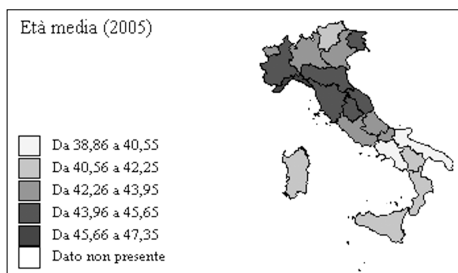 Età media (2005)
Da 38,86 a 40,55
Da 40,56 a 42,25
Da 42,26 a 43,95
Da 43,96 a 45,65
Da 45,66 a 47,35
Dato non presente